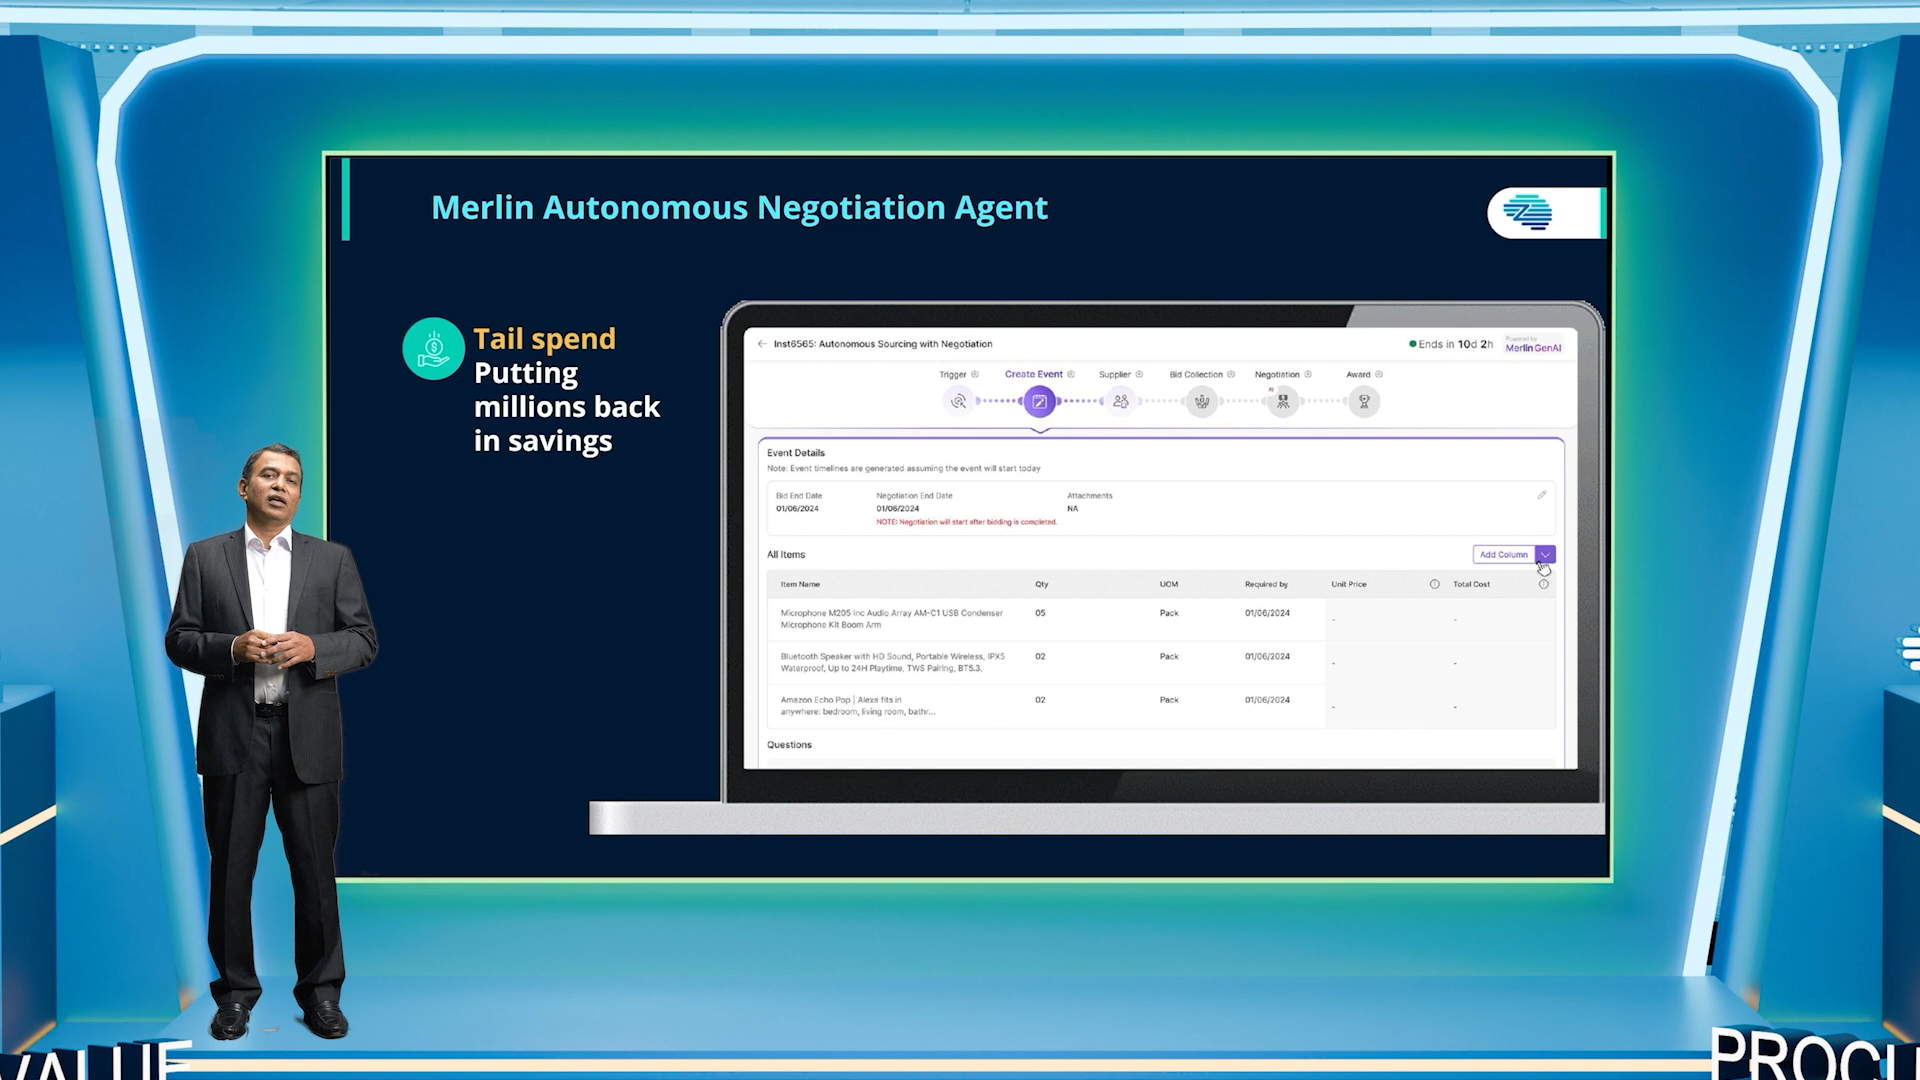 Merlin Autonomous Negotiation Agent
Tail spend
Putting
millions back
in savings
Inst6565: Autonomous Sourcing with Negotiation
Ends in 10d 2h
Powered by
Merlin GenAI
Trigger
Create Event
Supplier
Bid Collection
Negotiation
Award
AI
Event Details
Note: Event timelines are generated assuming the event will start today
Bid End Date
Negotiation End Date
Attachments
01/06/2024
01/06/2024
NA
NOTE: Negotiation will start after bidding is completed.
All Items
Add Column
Item Name Qty UOM Required by Unit Price Total Cost
Microphone M205 Inc Audio Array AM-C1 USB Condenser
Microphone Kit Boom Arm
05 Pack 01/06/2024 - -
Bluetooth Speaker with HD Sound, Portable Wireless, IPX5
Waterproof, Up to 24H Playtime, TWS Pairing, BT5.3,
02 Pack 01/06/2024 - -
Amazon Echo Pop | Alexa fits in
anywhere: bedroom, living room, bathr...
02 Pack 01/06/2024 - -
Questions
VALUE
PROCU